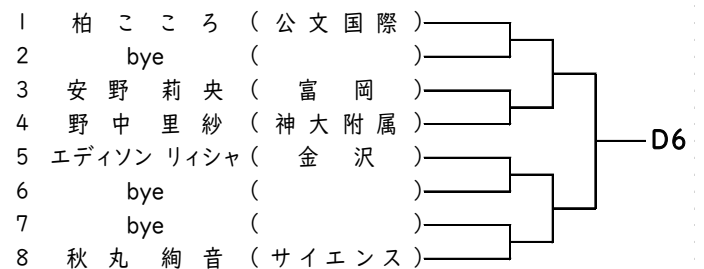 1 柏 こ こ ろ ( 公 文 国 際 )
2 bye ( )
3 安 野 莉 央 ( 富 岡 )
4 野 中 里 紗 ( 神 大 附 属 )
5 エディソン リィシャ ( 金 沢 )
6 bye ( )
7 bye ( )
8 秋 丸 絢 音 ( サ イ エ ン ス )
D6